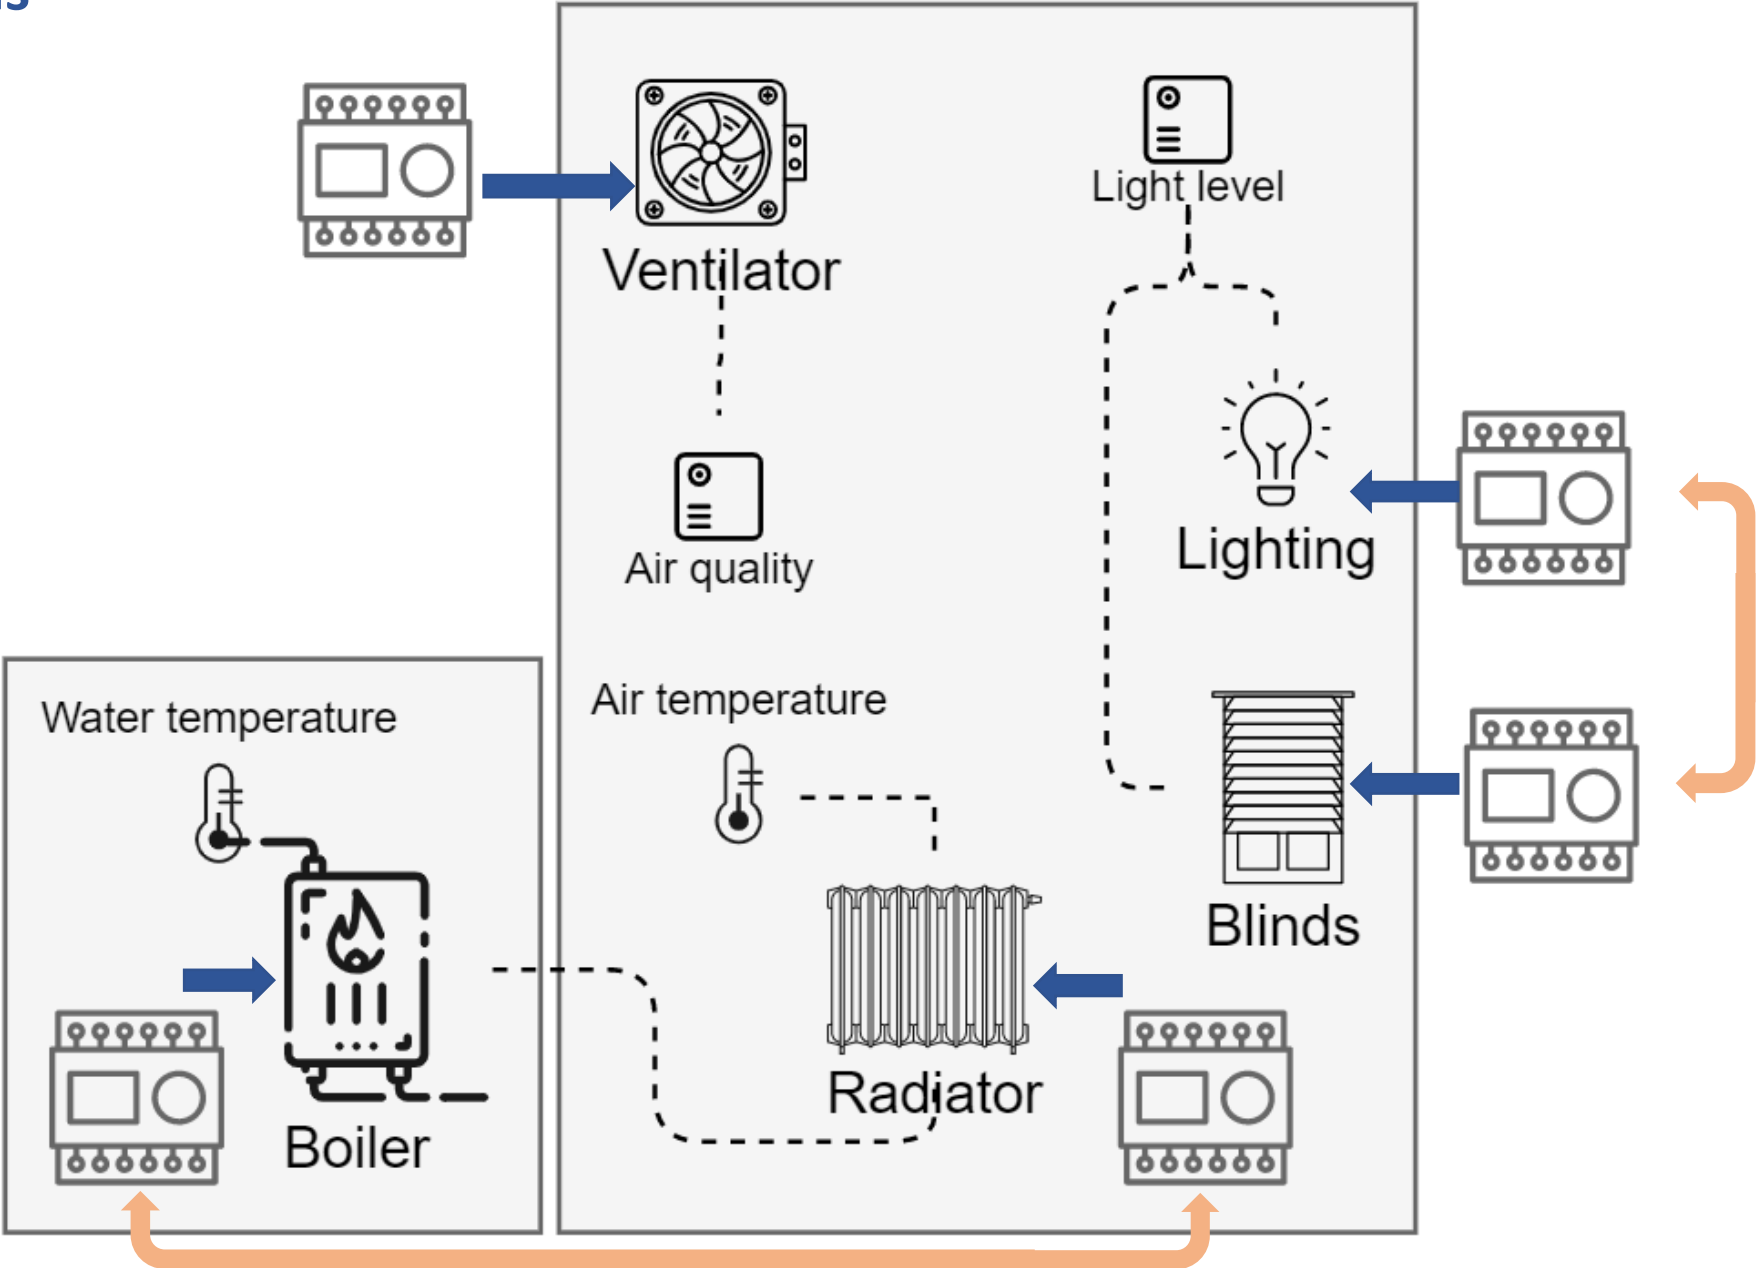 Ventilator
Light level
Air quality
Lighting
Water temperature
Air temperature
Blinds
Radiator
Boiler